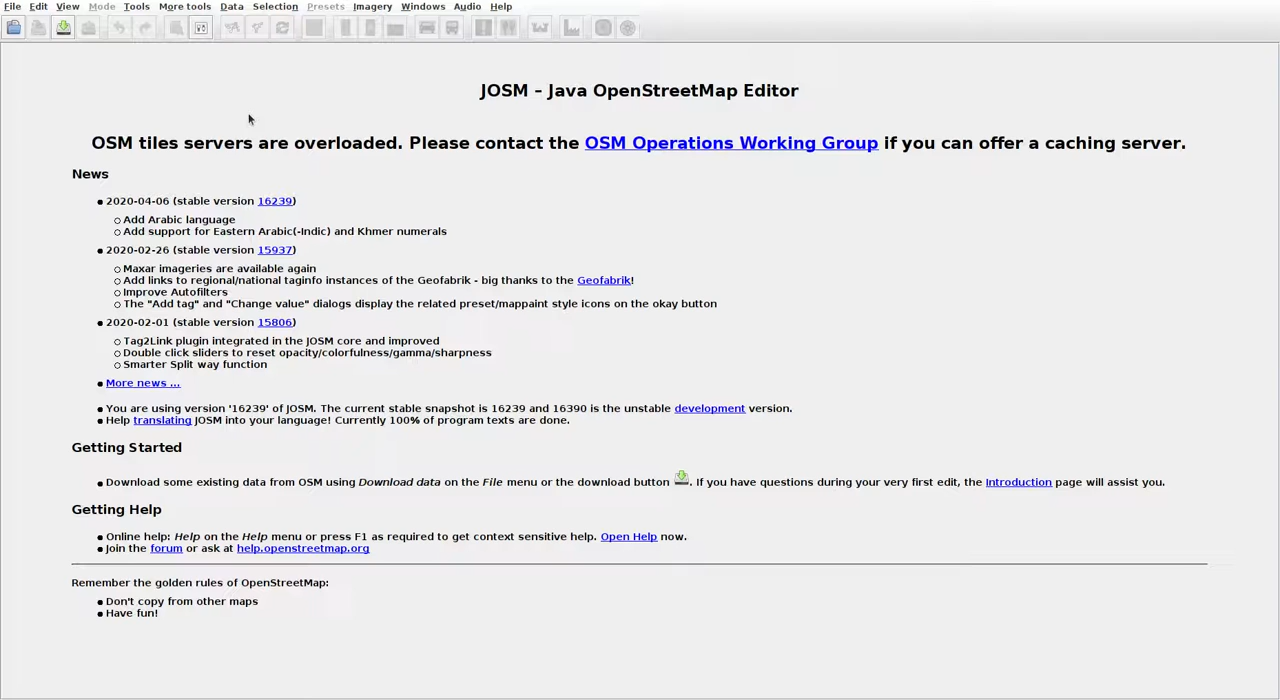 File Edit View Mode Tools More tools Data Selection Presets Imagery Windows Audio Help
JOSM – Java OpenStreetMap Editor
OSM tiles servers are overloaded. Please contact the OSM Operations Working Group if you can offer a caching server.
News
2020-04-06 (stable version 16239)
Add Arabic language
Add support for Eastern Arabic(-Indic) and Khmer numerals
2020-02-26 (stable version 15937)
Maxar imageries are available again
Add links to regional/national taginfo instances of the Geofabrik - big thanks to the Geofabrik!
Improve Autofilters
The "Add tag" and "Change value" dialogs display the related preset/mappaint style icons on the okay button
2020-02-01 (stable version 15806)
Tag2Link plugin integrated in the JOSM core and improved
Double click sliders to reset opacity/colorfulness/gamma/sharpness
Smarter Split way function
More news ...
You are using version '16239' of JOSM. The current stable snapshot is 16239 and 16390 is the unstable development version.
Help translating JOSM into your language! Currently 100% of program texts are done.
Getting Started
Download some existing data from OSM using Download data on the File menu or the download button . If you have questions during your very first edit, the Introduction page will assist you.
Getting Help
Online help: Help on the Help menu or press F1 as required to get context sensitive help. Open Help now.
Join the forum or ask at help.openstreetmap.org
Remember the golden rules of OpenStreetMap:
Don't copy from other maps
Have fun!